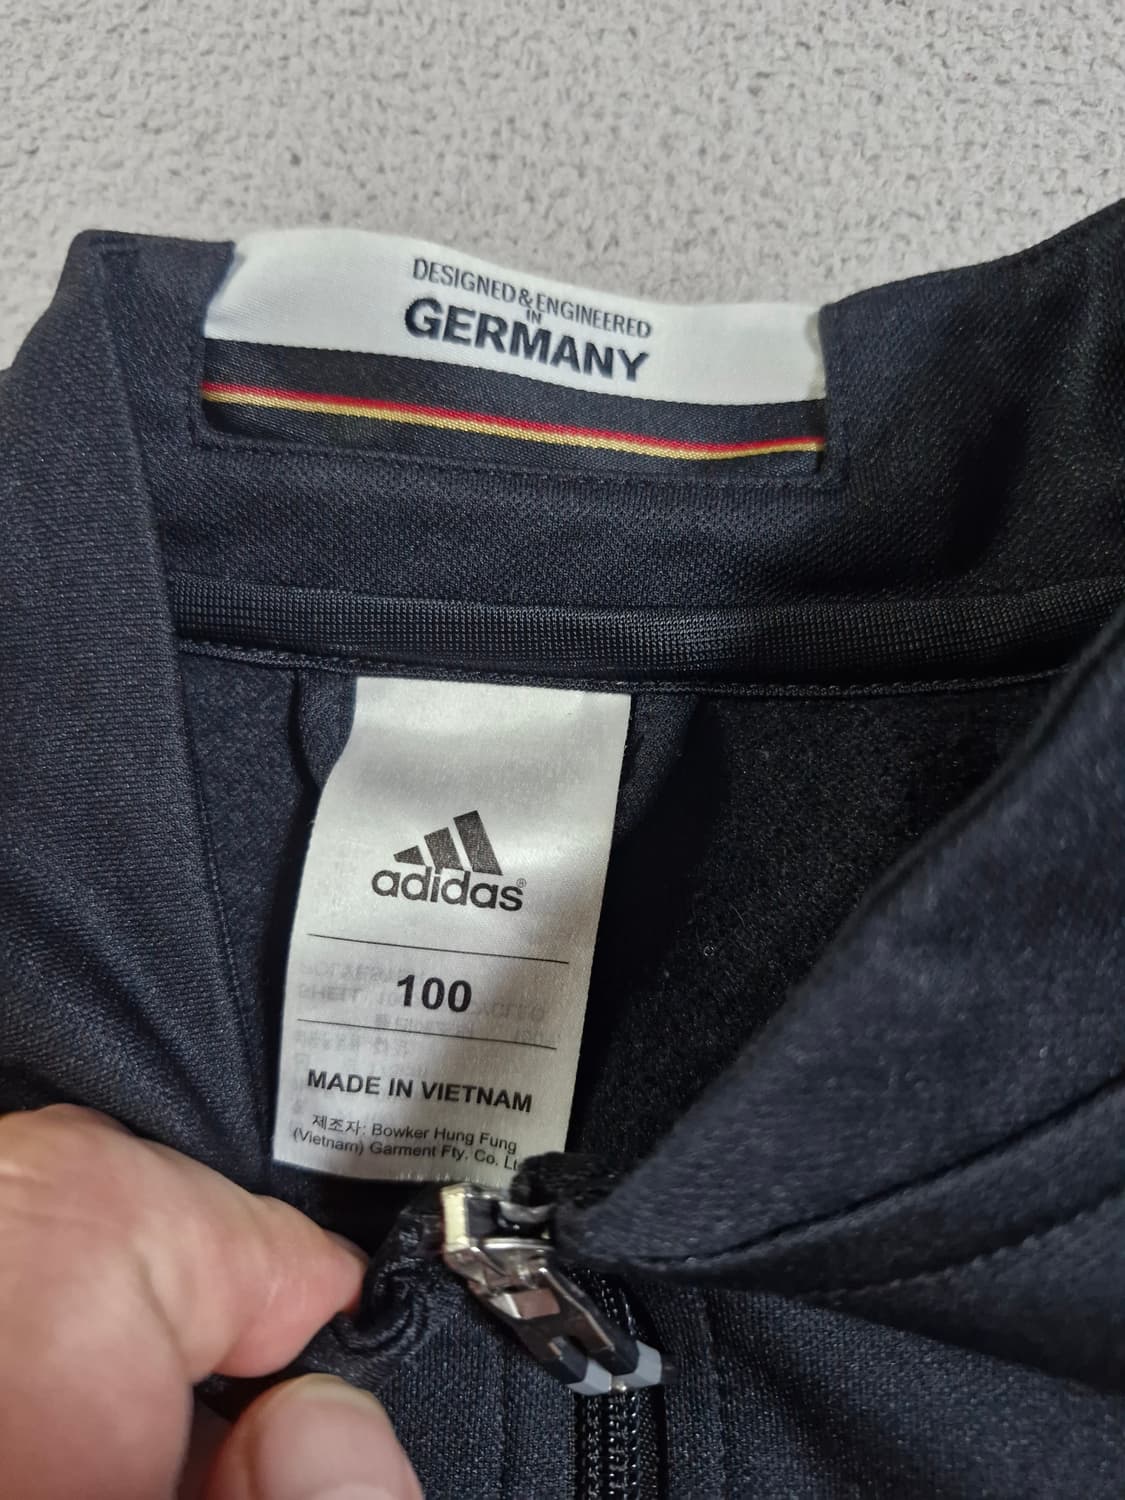 DESIGNED & ENGINEERED
IN
GERMANY
adidas®
100
MADE IN VIETNAM
제조자: Bowker Hung Fung
(Vietnam) Garment Fty. Co.